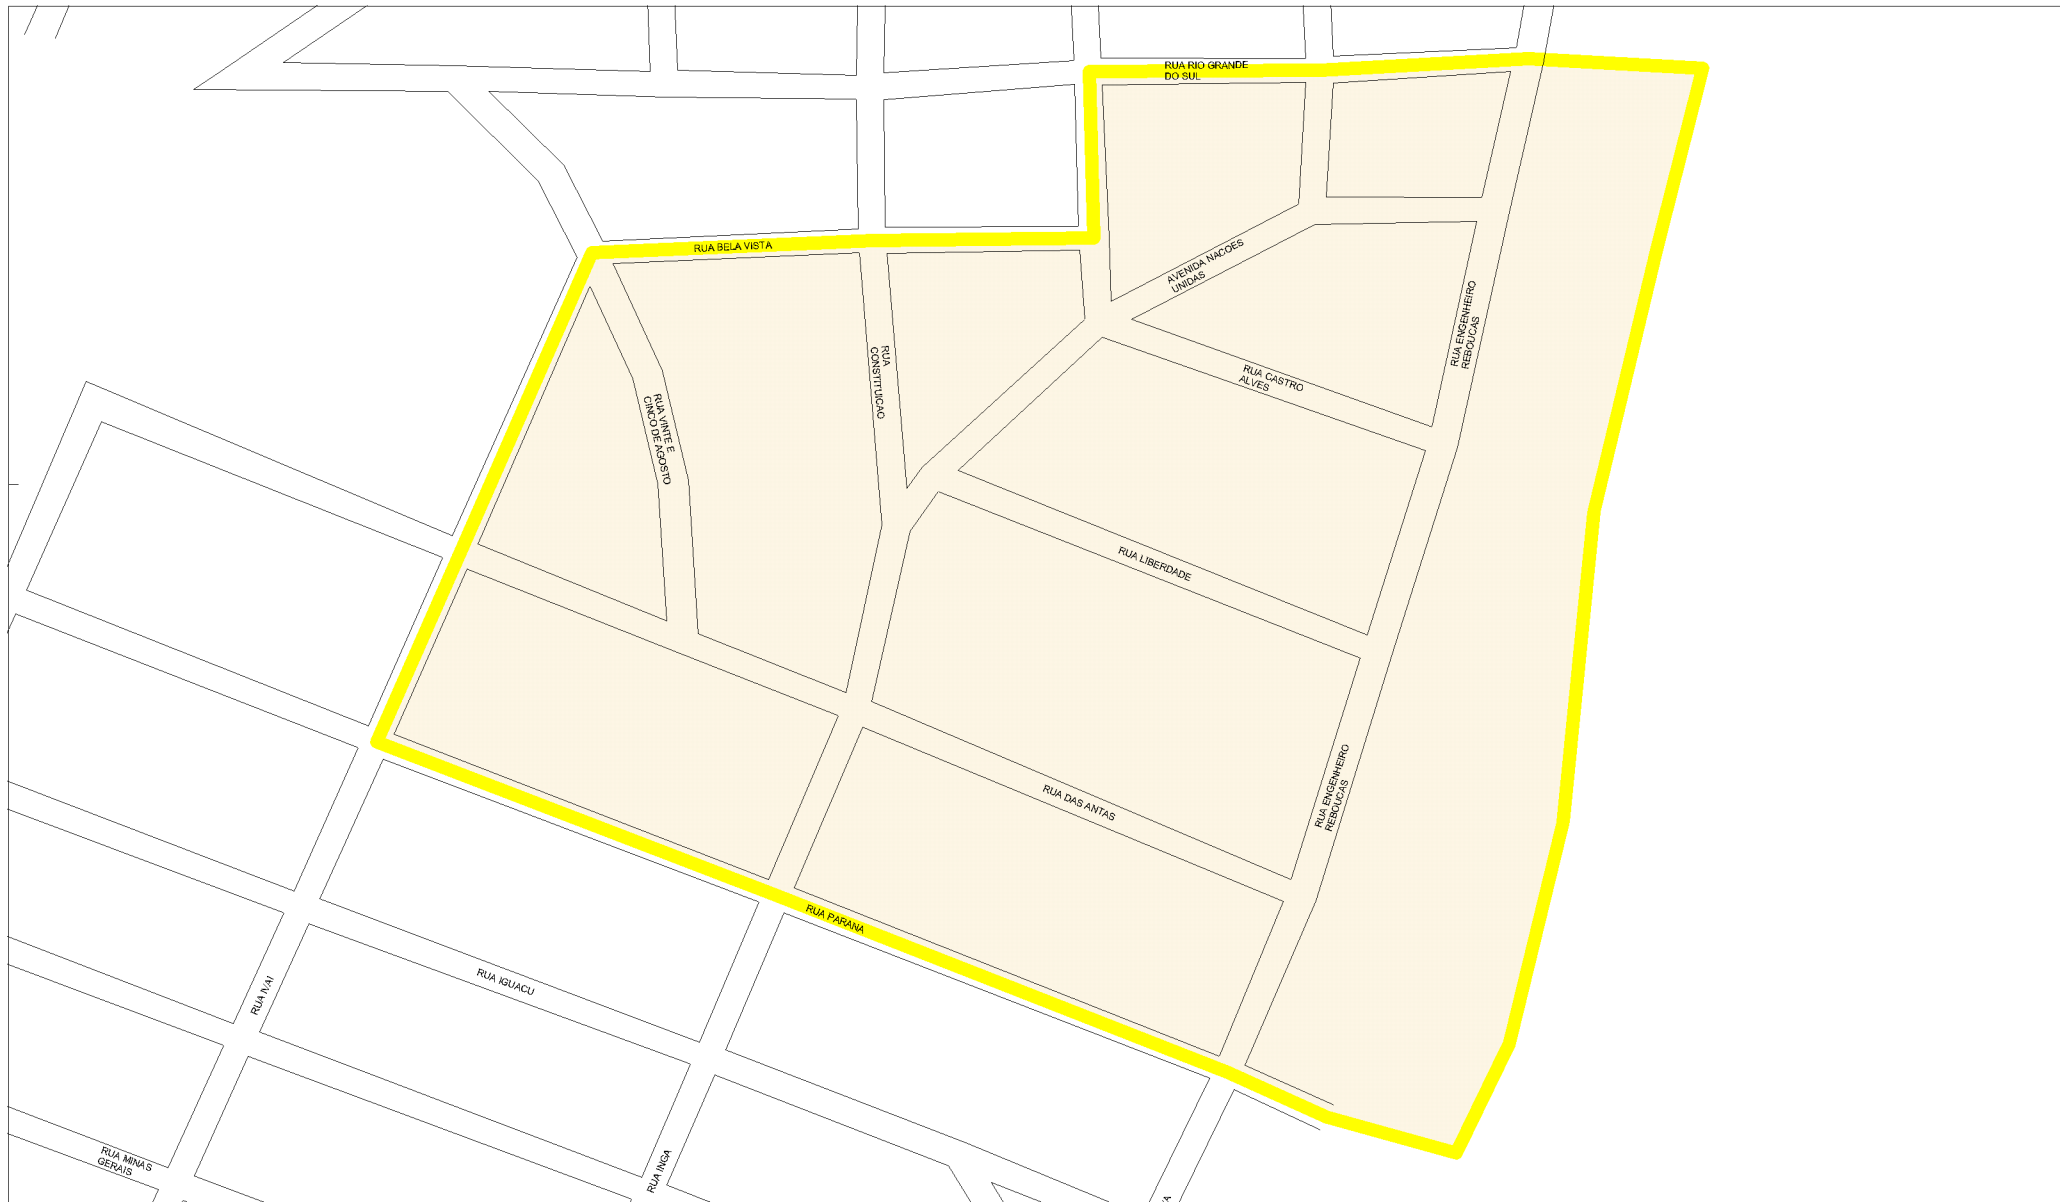 RUA RIO GRANDE
DO SUL
RUA BELA VISTA
AVENIDA NACOES
UNIDAS
RUA ENGENHEIRO
REBOUCAS
RUA
CONSTITUICAO
RUA CASTRO
ALVES
RUA VINTE E
CINCO DE AGOSTO
RUA LIBERDADE
RUA ENGENHEIRO
REBOUCAS
RUA DAS ANTAS
RUA PARANA
RUA IGUACU
RUA IVAI
RUA MINAS
GERAIS
RUA INGA